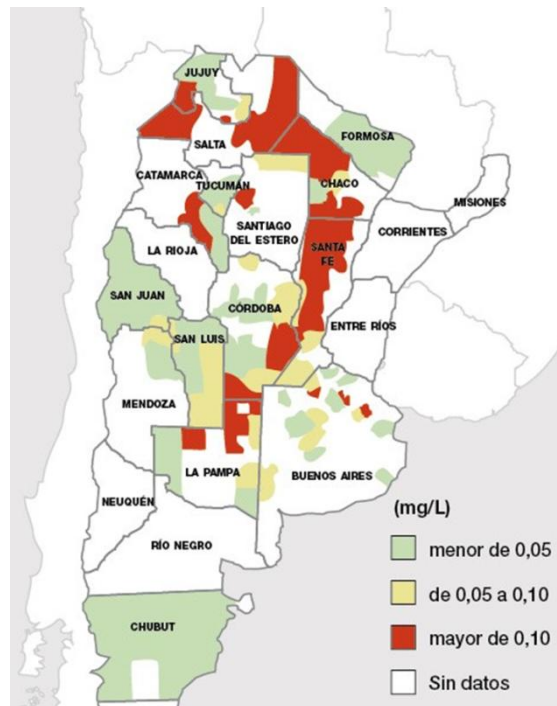 JUJUY
SALTA
FORMOSA
CATAMARCA
TUCUMÁN
CHACO
MISIONES
SANTIAGO
DEL ESTERO
CORRIENTES
LA RIOJA
SANTA
FE
SAN JUAN
CÓRDOBA
ENTRE RÍOS
SAN LUIS
MENDOZA
LA PAMPA
BUENOS AIRES
NEUQUÉN
RÍO NEGRO
CHUBUT
(mg/L)
menor de 0,05
de 0,05 a 0,10
mayor de 0,10
Sin datos